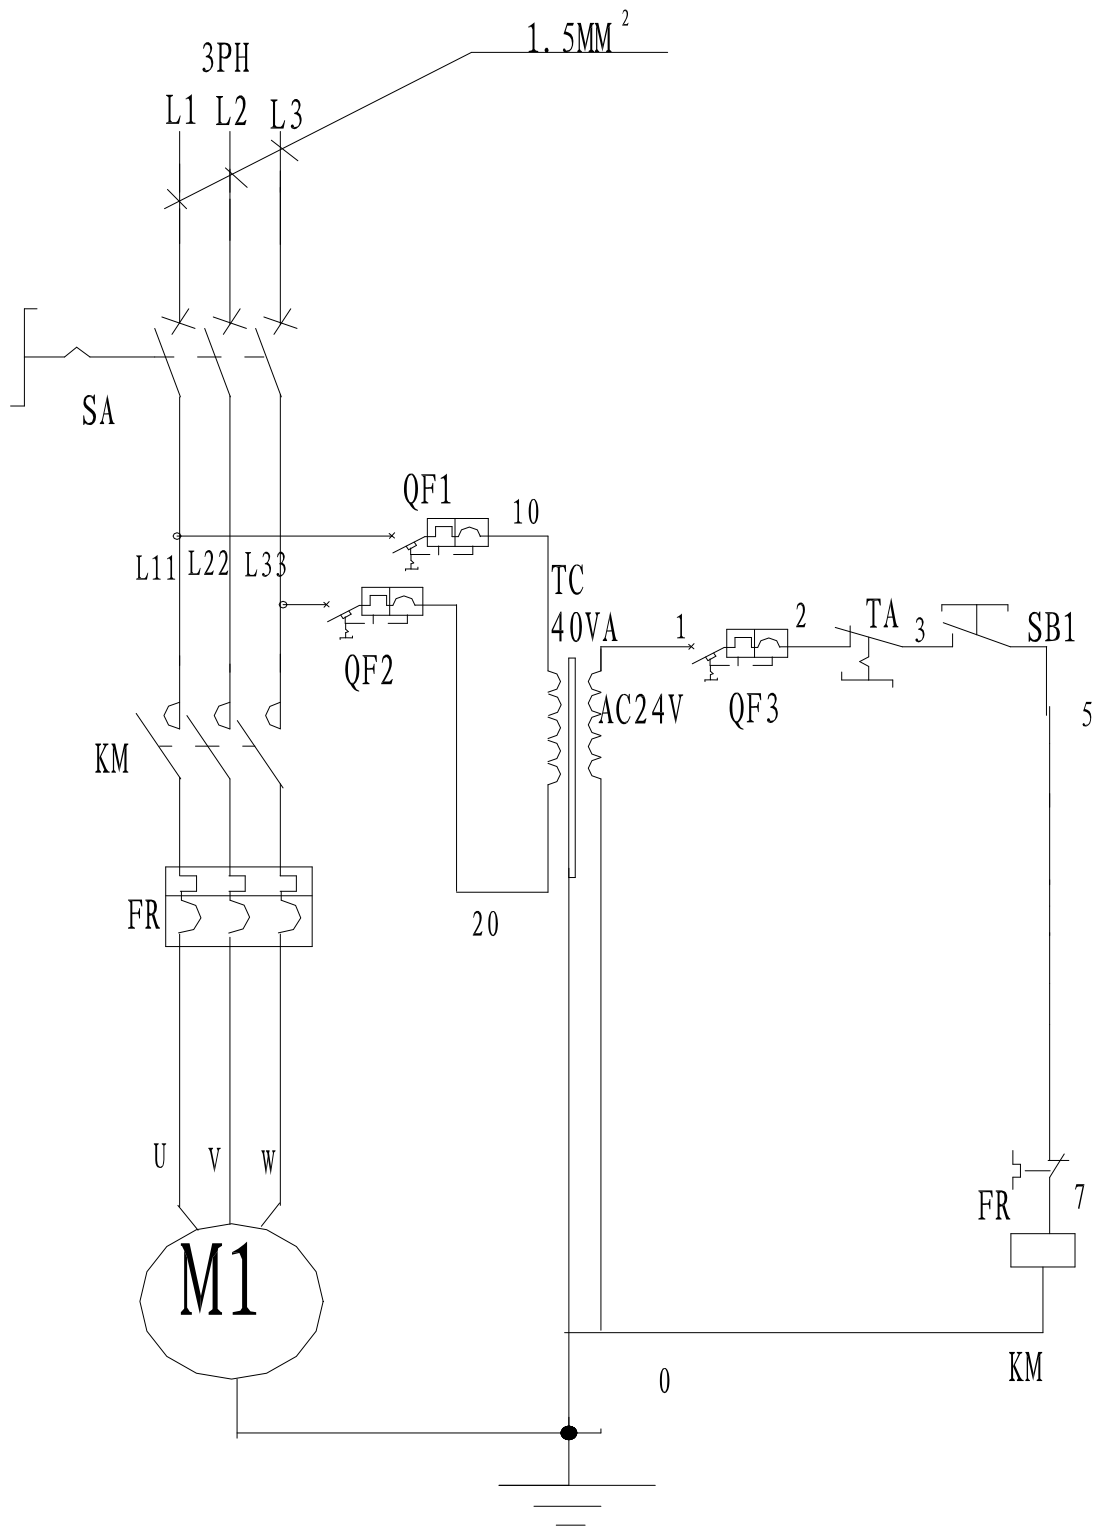 1.5MM²
3PH
L1 L2 L3
SA
QF1
10
L11 L22 L33
TC
40VA
QF2
1
2
TA
3
SB1
AC24V
QF3
5
KM
FR
20
U V W
FR
7
M1
KM
0